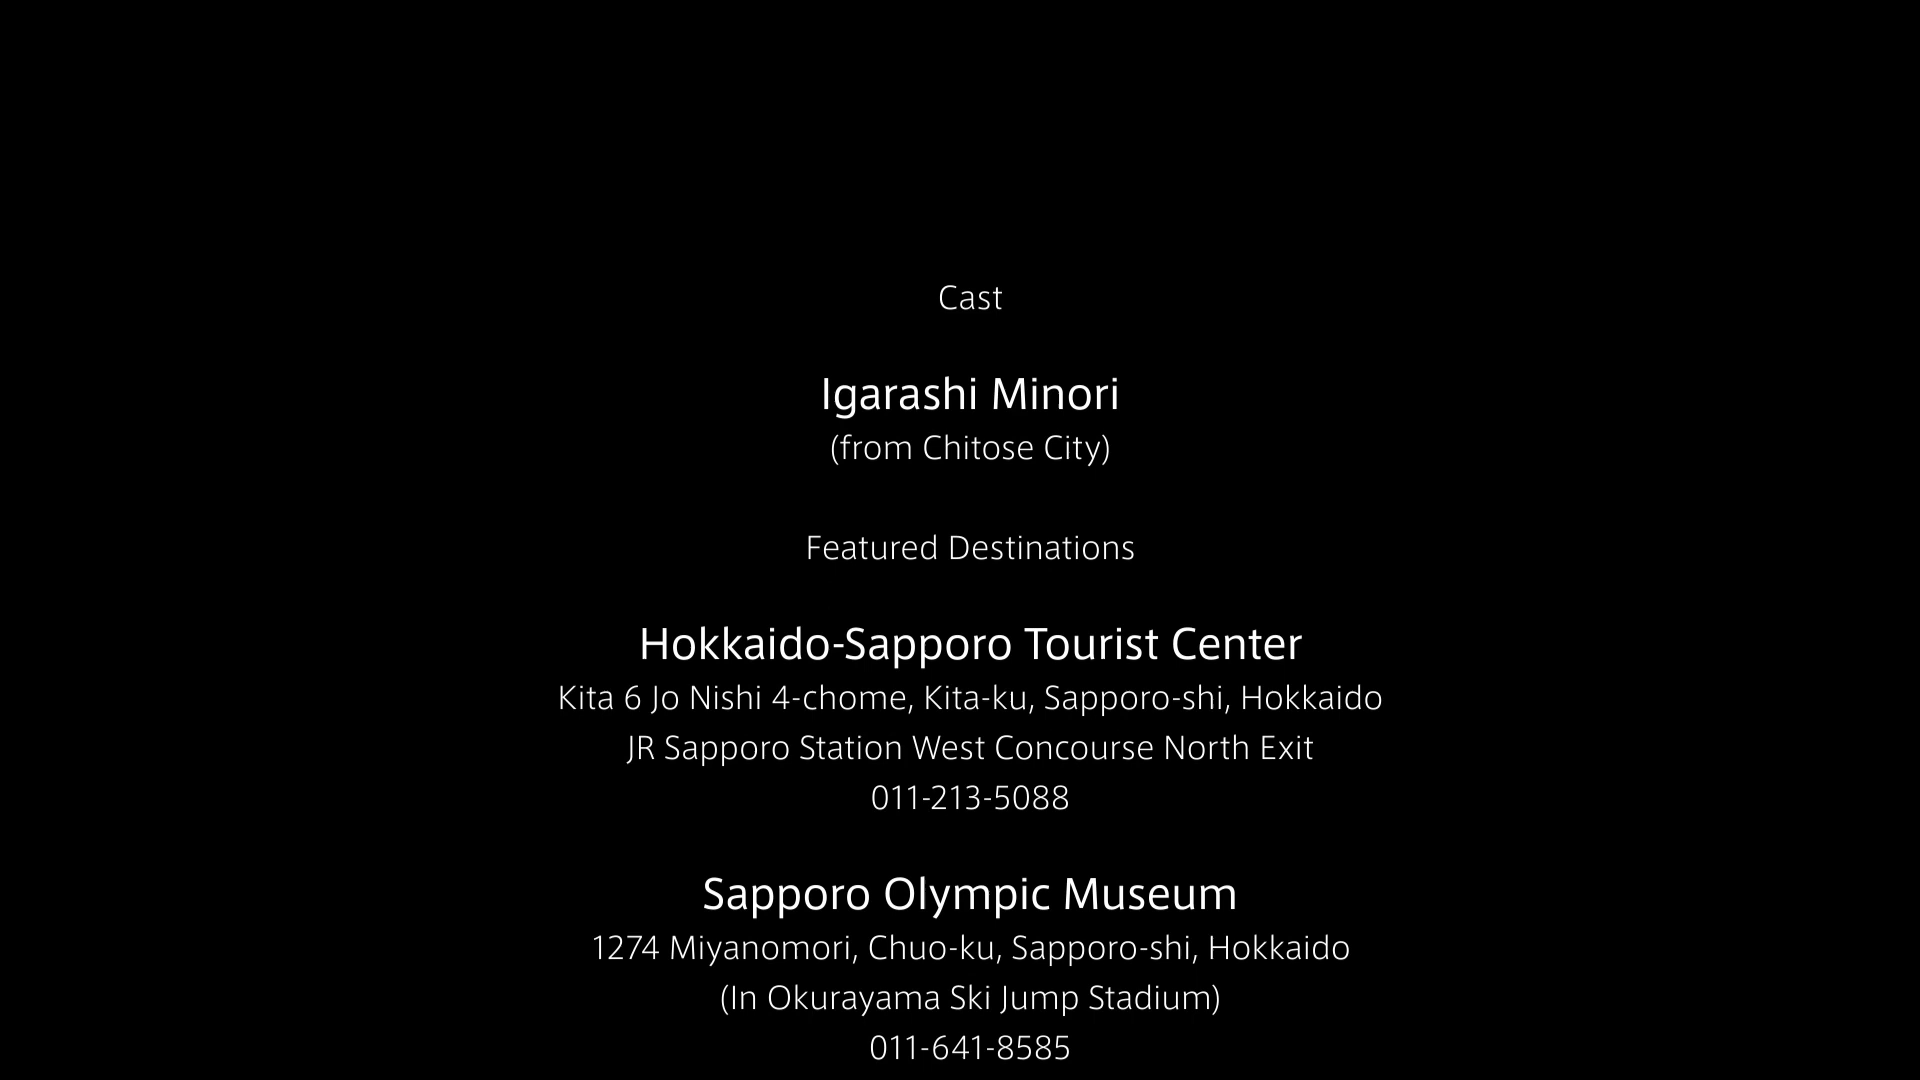 Cast
Igarashi Minori
(from Chitose City)
Featured Destinations
Hokkaido-Sapporo Tourist Center
Kita 6 Jo Nishi 4-chome, Kita-ku, Sapporo-shi, Hokkaido
JR Sapporo Station West Concourse North Exit
011-213-5088
Sapporo Olympic Museum
1274 Miyanomori, Chuo-ku, Sapporo-shi, Hokkaido
(In Okurayama Ski Jump Stadium)
011-641-8585